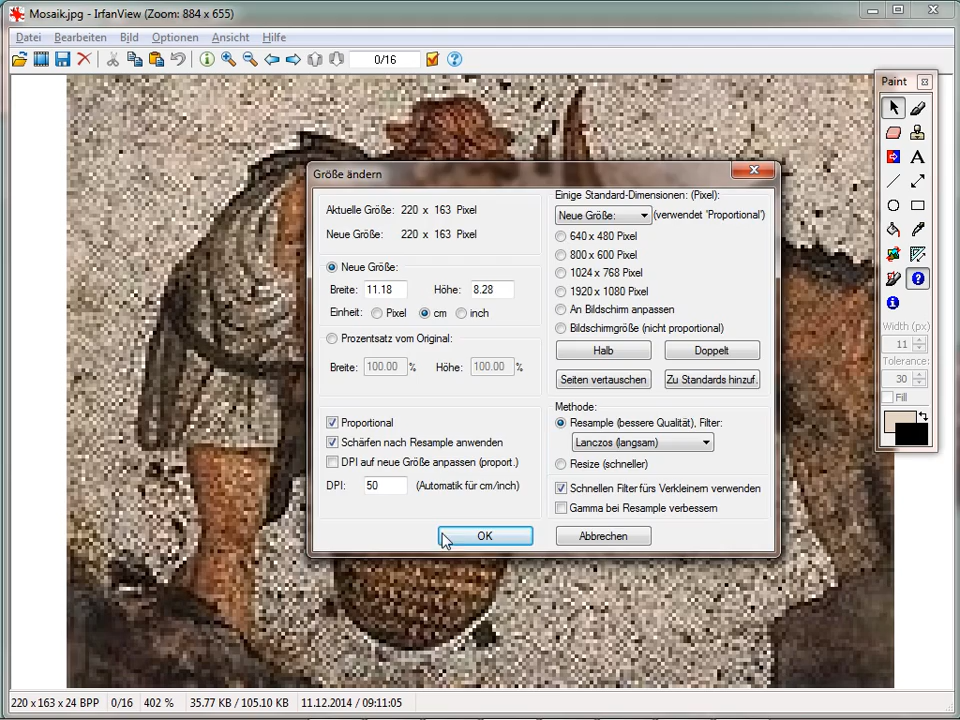 Mosaik.jpg - IrfanView (Zoom: 884 x 655)
Datei Bearbeiten Bild Optionen Ansicht Hilfe
0/16
Paint
Größe ändern
Aktuelle Größe: 220 x 163 Pixel
Neue Größe: 220 x 163 Pixel
Neue Größe:
Breite: 11.18 Höhe: 8.28
Einheit: Pixel cm inch
Prozentsatz vom Original:
Breite: 100.00 % Höhe: 100.00 %
Proportional
Schärfen nach Resample anwenden
DPI auf neue Größe anpassen (proport.)
DPI: 50 (Automatik für cm/inch)
OK
Einige Standard-Dimensionen: (Pixel):
Neue Größe: (verwendet 'Proportional')
640 x 480 Pixel
800 x 600 Pixel
1024 x 768 Pixel
1920 x 1080 Pixel
An Bildschim anpassen
Bildschimgröße (nicht proportional)
Halb Doppelt
Seiten vertauschen Zu Standards hinzuf.
Methode:
Resample (bessere Qualität), Filter:
Lanczos (langsam)
Resize (schneller)
Schnellen Filter fürs Verkleinern verwenden
Gamma bei Resample verbessern
Abbrechen
A
Width (px)
11
Tolerance:
30
Fill
220 x 163 x 24 BPP 0/16 402 % 35.77 KB / 105.10 KB 11.12.2014 / 09:11:05